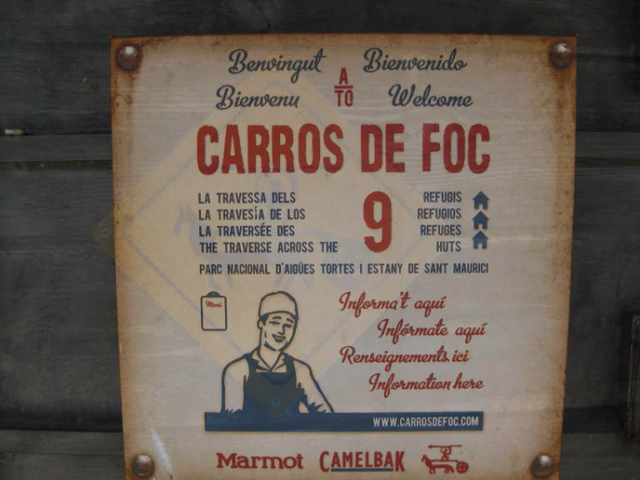 Benvingut A Bienvenido
Bienvenu TO Welcome
CARROS DE FOC
LA TRAVESSA DELS REFUGIS
LA TRAVESÍA DE LOS REFUGIOS
9
LA TRAVERSÉE DES REFUGES
THE TRAVERSE ACROSS THE HUTS
PARC NACIONAL D'AIGÜES TORTES I ESTANY DE SANT MAURICI
Menú
Informa't aquí
Infórmate aquí
Renseignements ici
Information here
WWW.CARROSDEFOC.COM
Marmot CAMELBAK